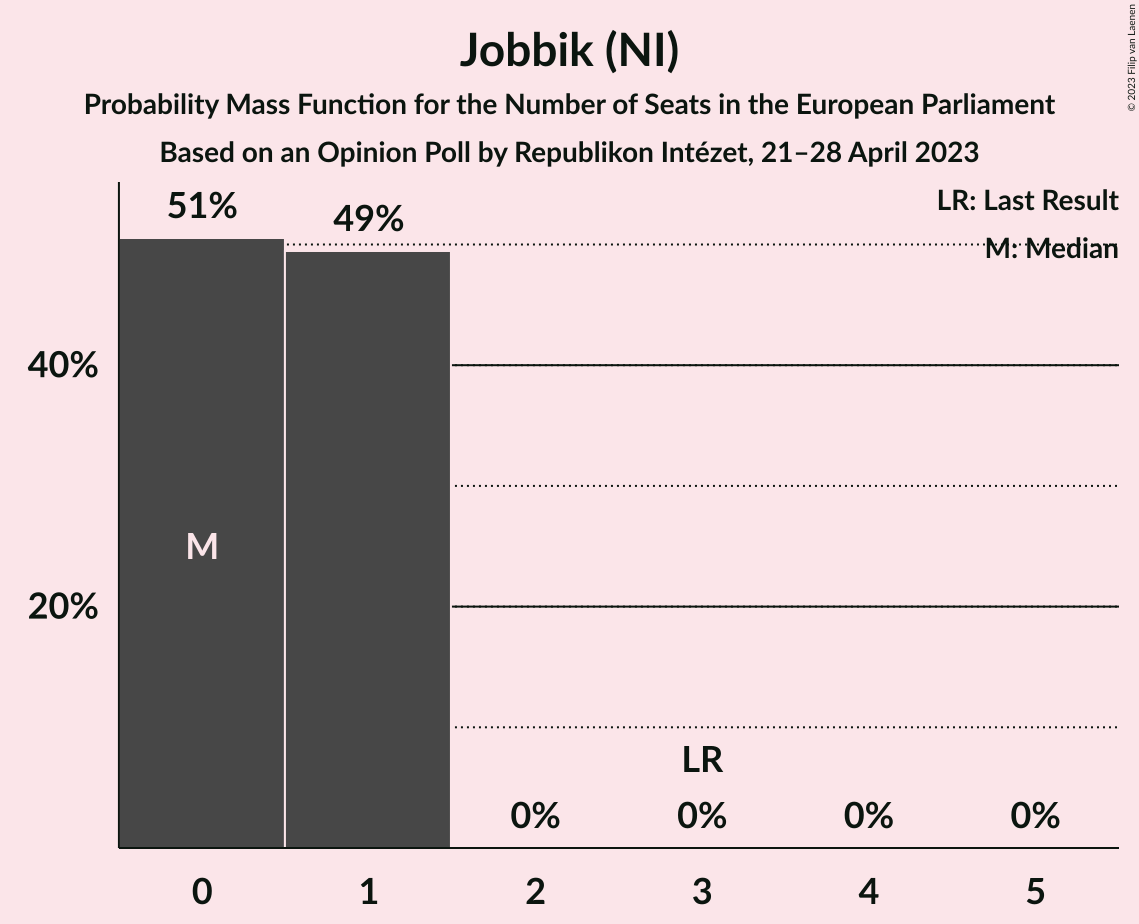 Jobbik (NI)
Probability Mass Function for the Number of Seats in the European Parliament
Based on an Opinion Poll by Republikon Intézet, 21–28 April 2023
© 2023 Filip van Laenen
LR: Last Result
M: Median
51%
49%
40%
20%
M
LR
0%
0%
0%
0%
0
1
2
3
4
5